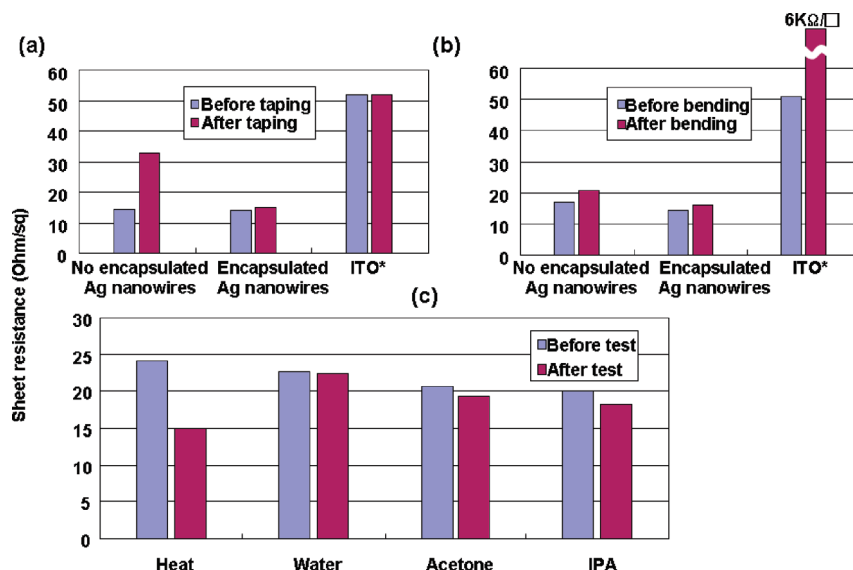 (a)
60
50
40
30
20
10
0
Before taping
After taping
No encapsulated
Ag nanowires
Encapsulated
Ag nanowires
ITO*
(b)
6KΩ/□
60
50
40
30
20
10
0
Before bending
After bending
No encapsulated
Ag nanowires
Encapsulated
Ag nanowires
ITO*
Sheet resistance (Ohm/sq)
(c)
30
25
20
15
10
5
0
Before test
After test
Heat
Water
Acetone
IPA